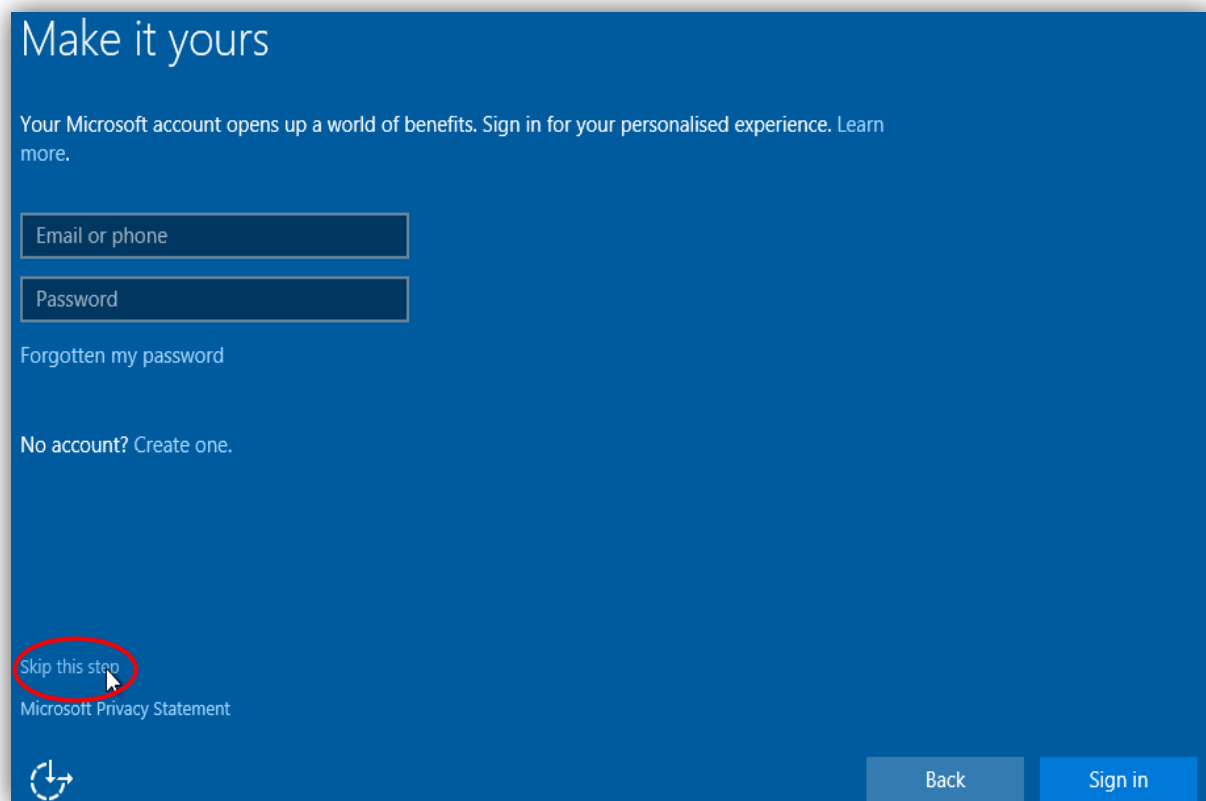 Make it yours
Your Microsoft account opens up a world of benefits. Sign in for your personalised experience. Learn
more.
Email or phone
Password
Forgotten my password
No account? Create one.
Skip this step
Microsoft Privacy Statement
Back
Sign in